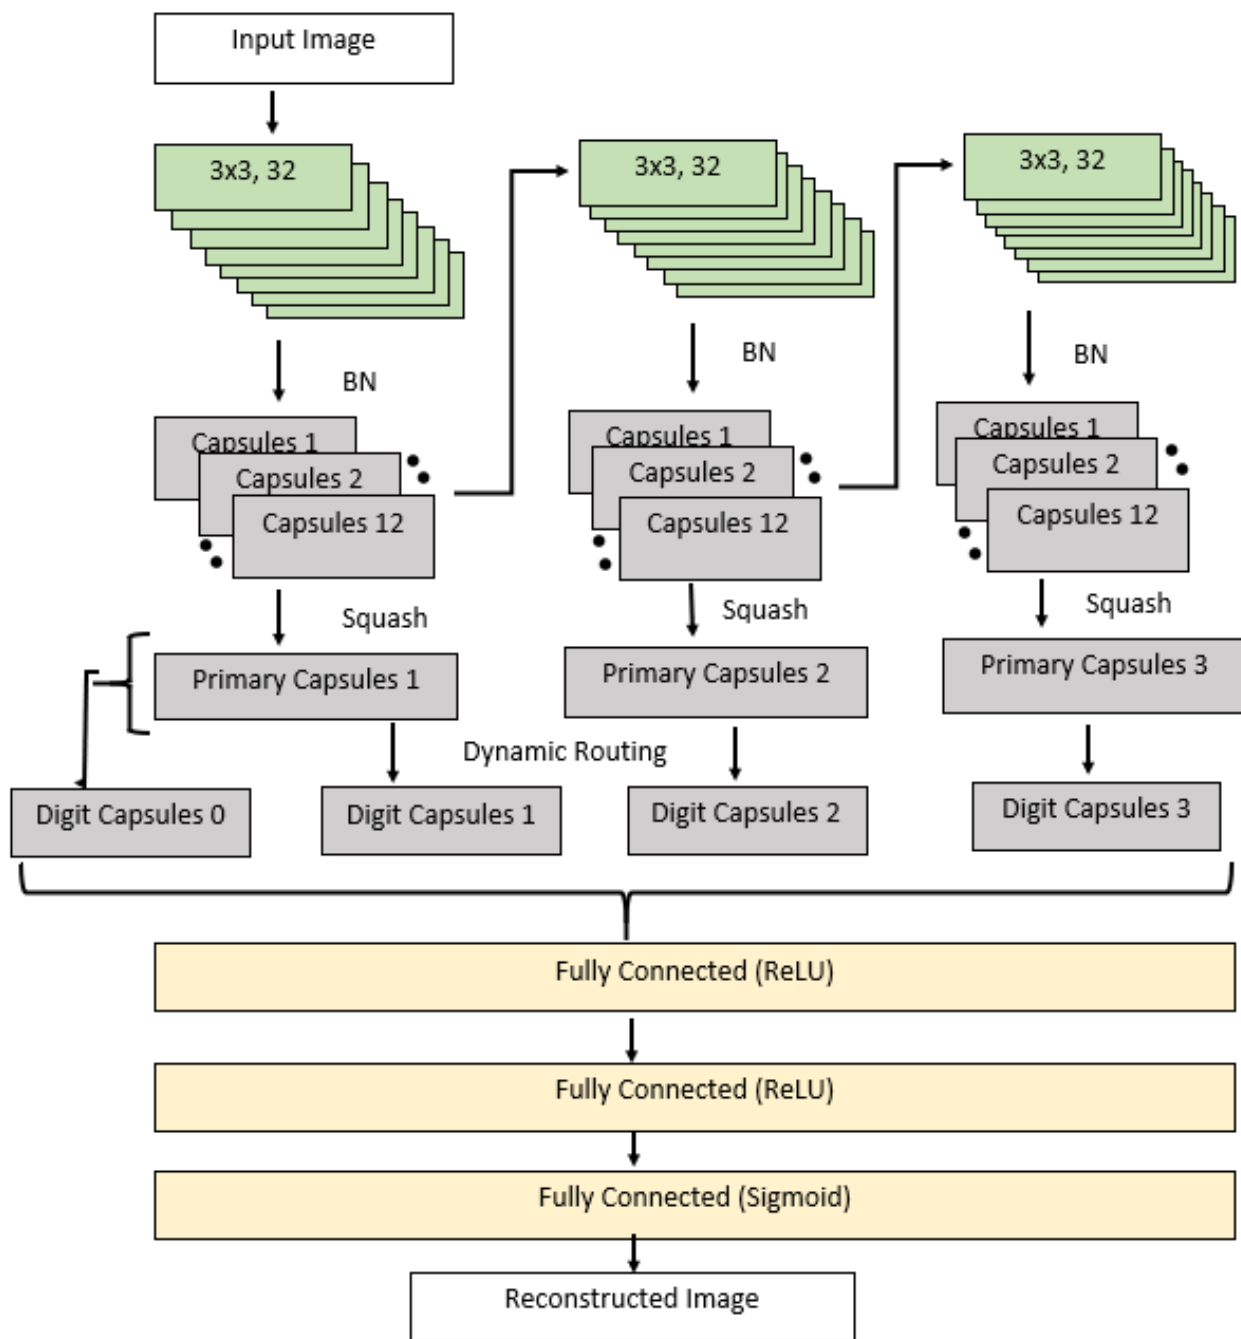 Input Image
3x3, 32
3x3, 32
3x3, 32
BN
BN
BN
Capsules 1
Capsules 2
Capsules 12
Capsules 1
Capsules 2
Capsules 12
Capsules 1
Capsules 2
Capsules 12
Squash
Squash
Squash
Primary Capsules 1
Primary Capsules 2
Primary Capsules 3
Dynamic Routing
Digit Capsules 0
Digit Capsules 1
Digit Capsules 2
Digit Capsules 3
Fully Connected (ReLU)
Fully Connected (ReLU)
Fully Connected (Sigmoid)
Reconstructed Image